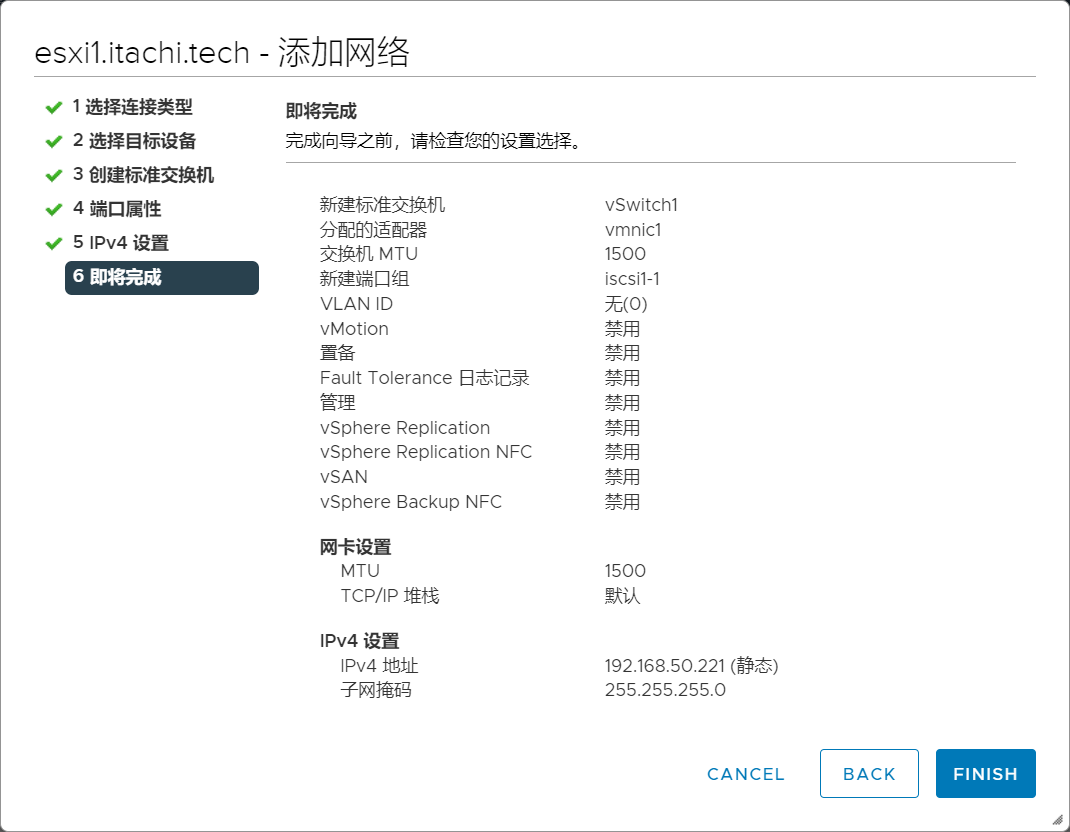 esxi1.itachi.tech - 添加网络
1 选择连接类型
2 选择目标设备
3 创建标准交换机
4 端口属性
5 IPv4 设置
6 即将完成
即将完成
完成向导之前，请检查您的设置选择。
新建标准交换机 vSwitch1
分配的适配器 vmnic1
交换机 MTU 1500
新建端口组 iscsi1-1
VLAN ID 无(0)
vMotion 禁用
置备 禁用
Fault Tolerance 日志记录 禁用
管理 禁用
vSphere Replication 禁用
vSphere Replication NFC 禁用
vSAN 禁用
vSphere Backup NFC 禁用
网卡设置
MTU 1500
TCP/IP 堆栈 默认
IPv4 设置
IPv4 地址 192.168.50.221 (静态)
子网掩码 255.255.255.0
CANCEL BACK FINISH